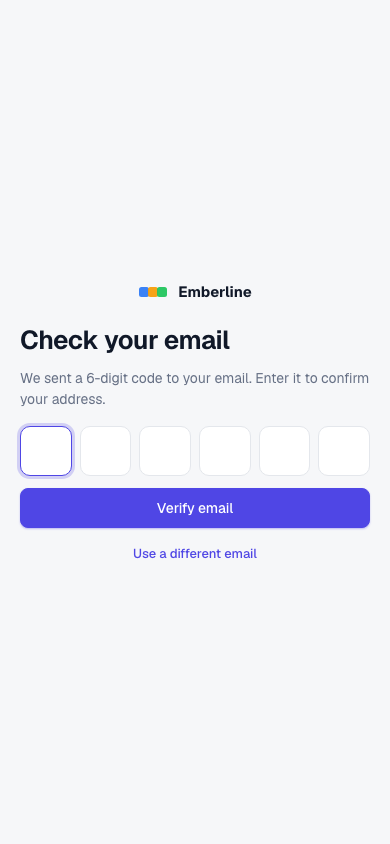 Emberline
Check your email
We sent a 6-digit code to your email. Enter it to confirm
your address.
Verify email
Use a different email